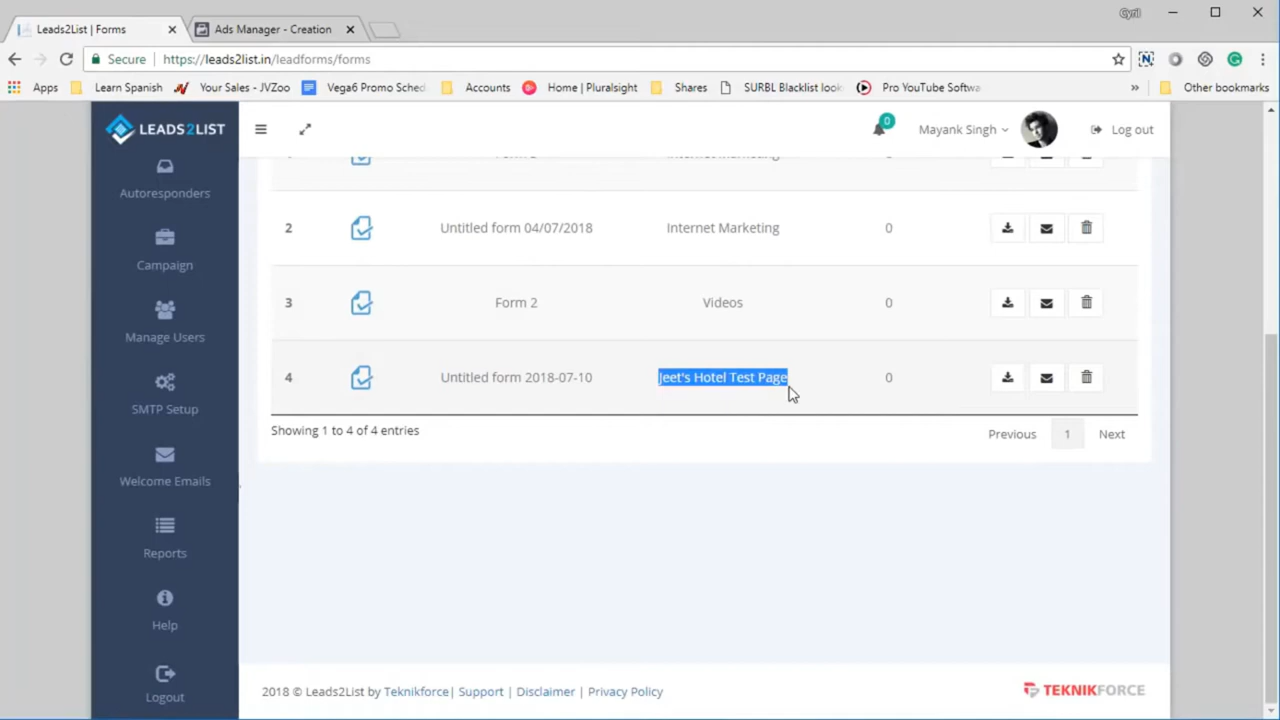 Leads2List | Forms
Ads Manager - Creation
Cyril
Secure https://leads2list.in/leadforms/forms
Apps Learn Spanish Your Sales - JVZoo Vega6 Promo Sched Accounts Home | Pluralsight Shares SURBL Blacklist look Pro YouTube Softwa » Other bookmarks
LEADS2LIST
0
Mayank Singh
Log out
Autoresponders
Campaign
Manage Users
SMTP Setup
Welcome Emails
Reports
Help
Logout
Internet Marketing
2 Untitled form 04/07/2018 Internet Marketing 0
3 Form 2 Videos 0
4 Untitled form 2018-07-10 Jeet's Hotel Test Page 0
Showing 1 to 4 of 4 entries
Previous 1 Next
2018 © Leads2List by Teknikforce| Support | Disclaimer | Privacy Policy
TEKNIKFORCE